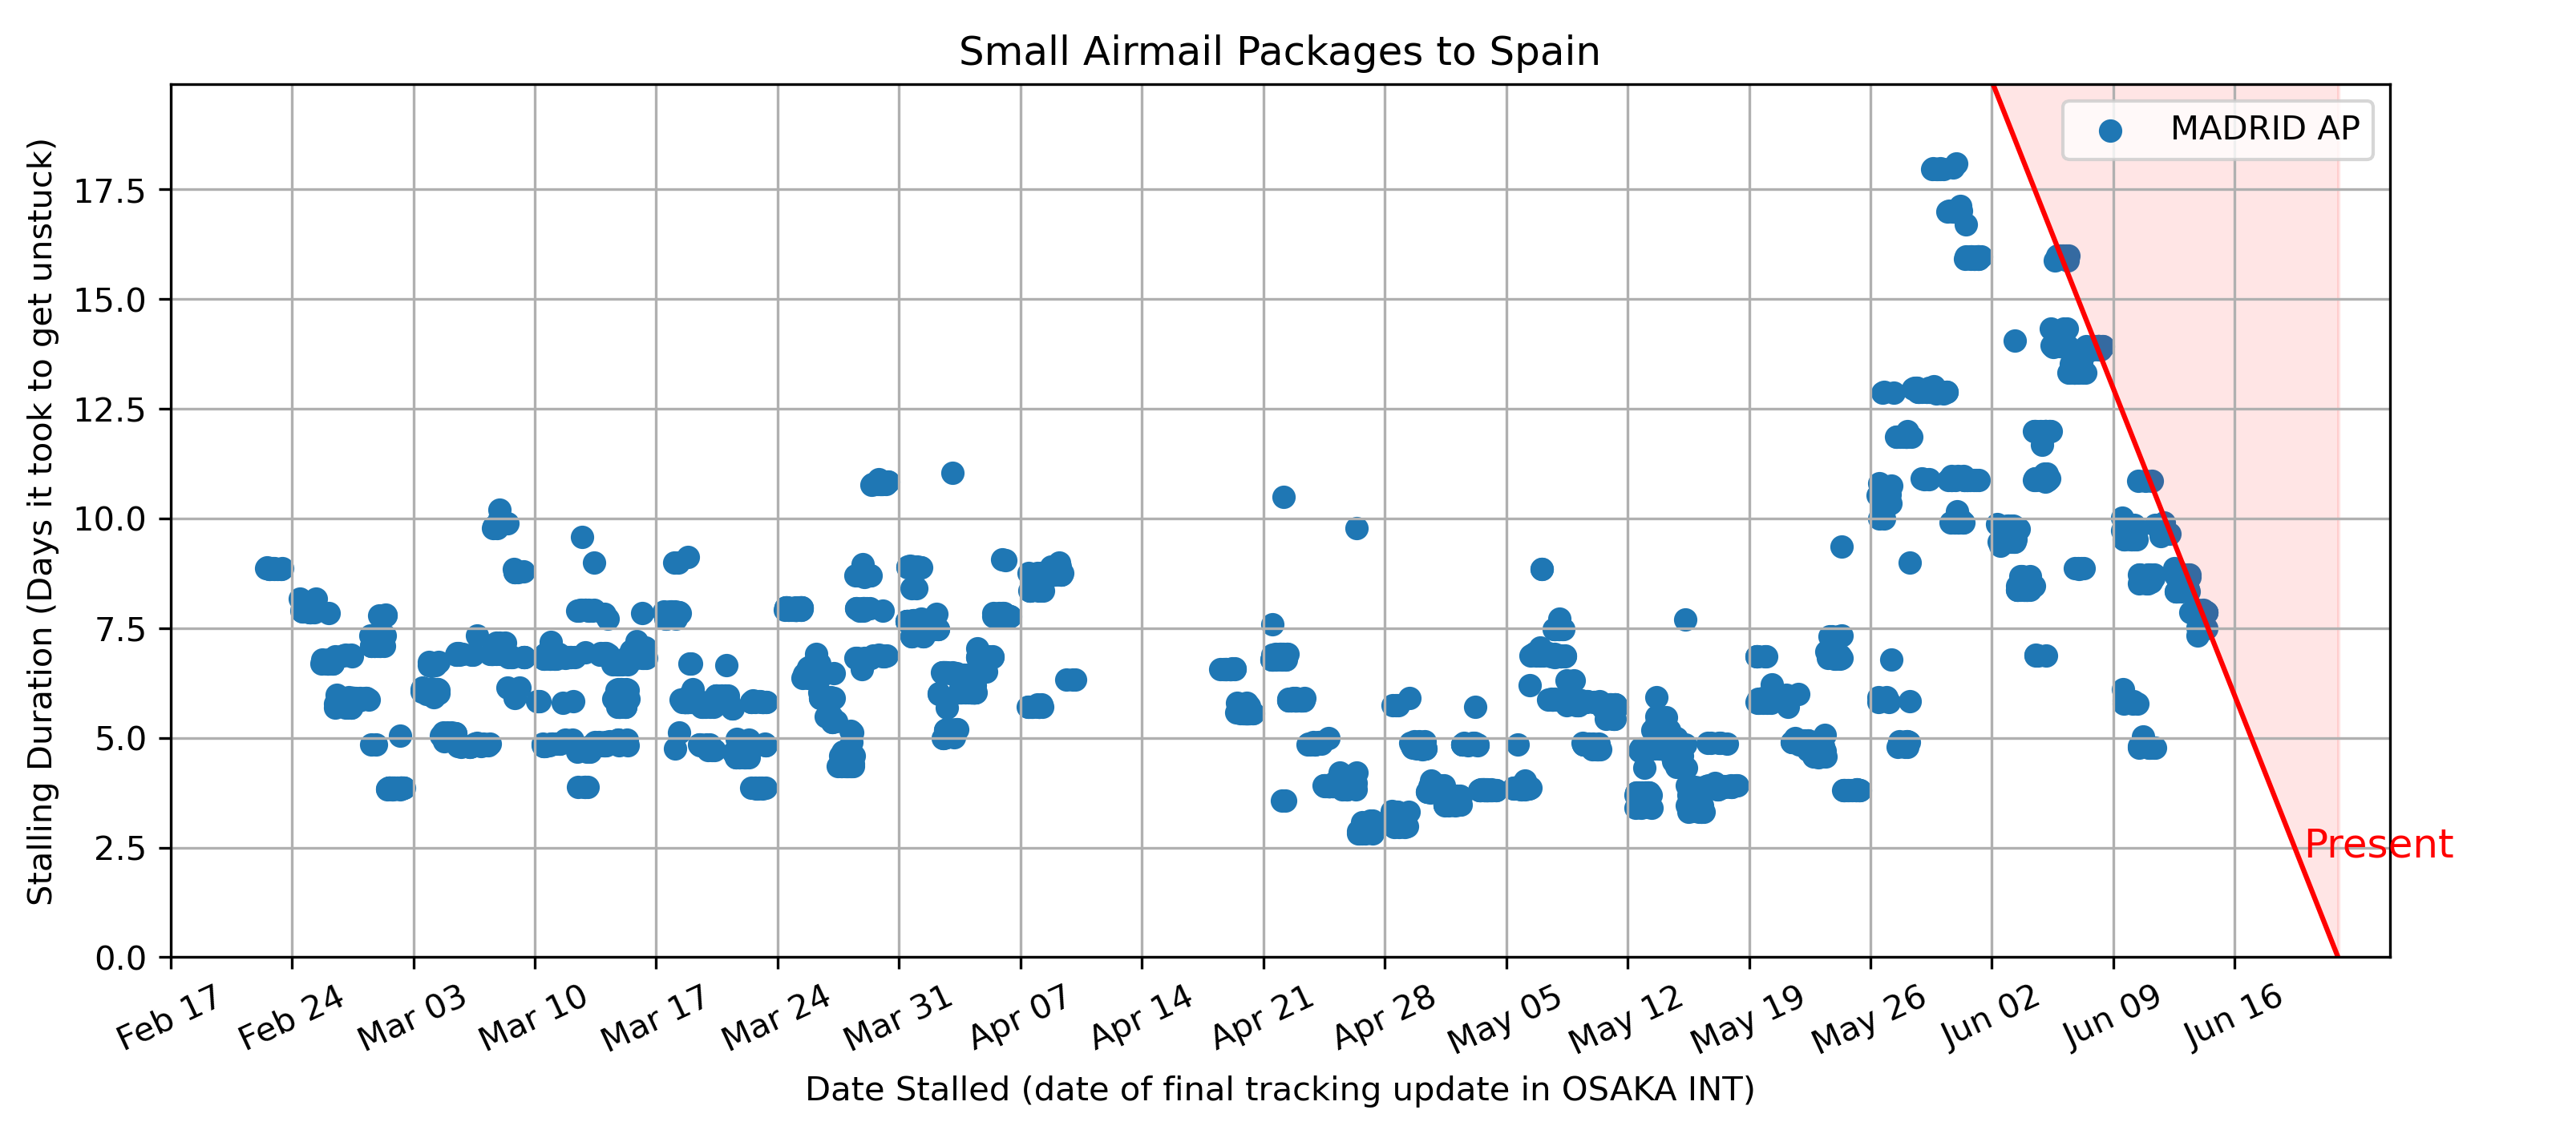 Small Airmail Packages to Spain
MADRID AP
Stalling Duration (Days it took to get unstuck)
17.5
15.0
12.5
10.0
7.5
5.0
2.5
0.0
Present
Feb 17
Feb 24
Mar 03
Mar 10
Mar 17
Mar 24
Mar 31
Apr 07
Apr 14
Apr 21
Apr 28
May 05
May 12
May 19
May 26
Jun 02
Jun 09
Jun 16
Date Stalled (date of final tracking update in OSAKA INT)